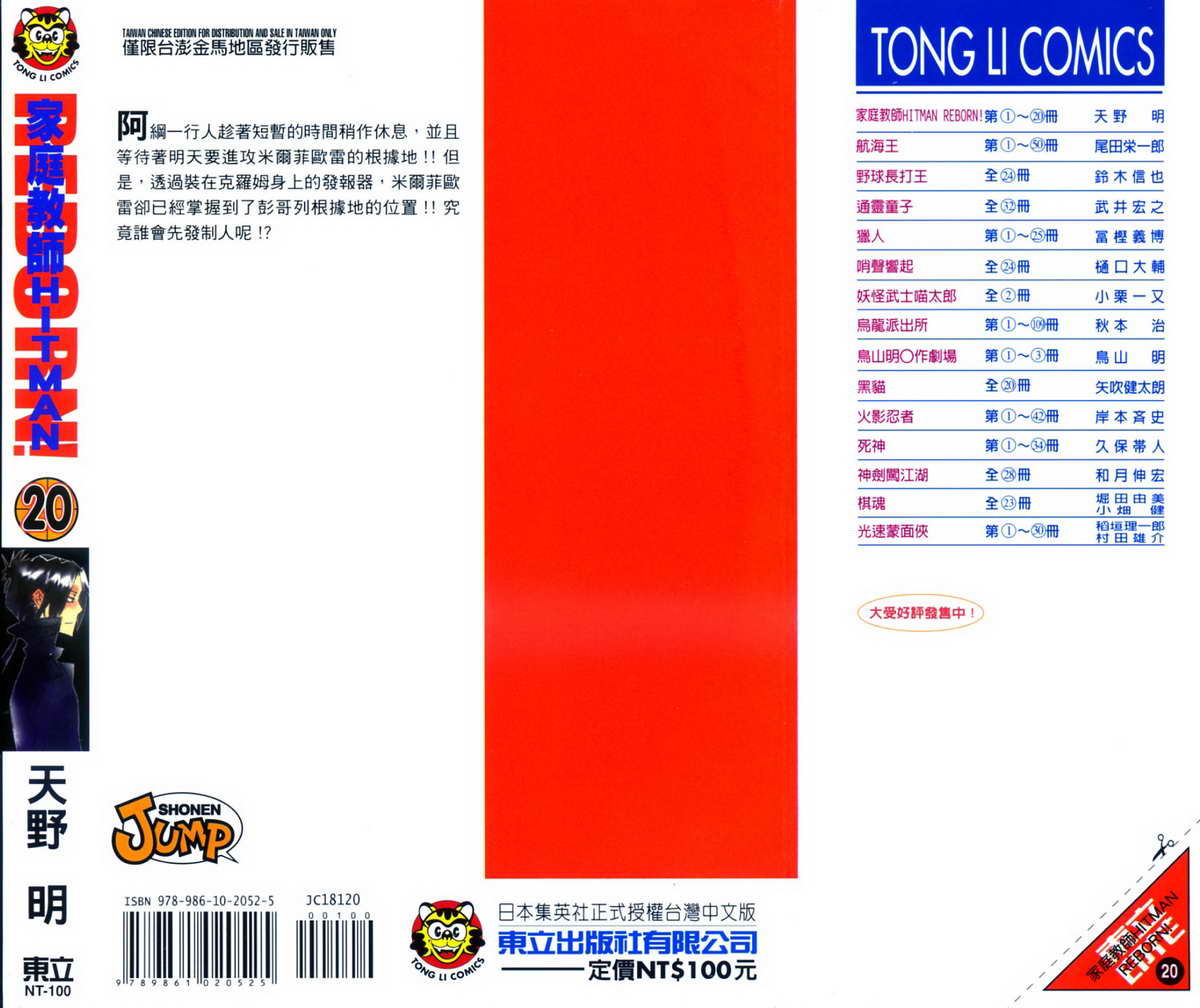 TONG LI COMICS
家庭教師HITMAN
REBORN!
20
天野 明
東立
NT-100
TAIWAN CHINESE EDITION FOR DISTRIBUTION AND SALE IN TAIWAN ONLY
僅限台澎金馬地區發行販售
阿綱一行人趁著短暫的時間稍作休息,並且
等待著明天要進攻米爾菲歐雷的根據地!!但
是,透過裝在克羅姆身上的發報器,米爾菲歐
雷卻已經掌握到了彭哥列根據地的位置!!究
竟誰會先發制人呢!?
SHONEN
JUMP
ISBN 978-986-10-2052-5
9789861020525
JC18120
00100
TONG LI COMICS
日本集英社正式授權台灣中文版
東立出版社有限公司
定價NT$100元
TONG LI COMICS
家庭教師HITMAN REBORN! 第①~⑳冊 天野 明
航海王 第①~㊿冊 尾田栄一郎
野球長打王 全㉔冊 鈴木信也
通靈童子 全㉜冊 武井宏之
獵人 第①~㉕冊 冨樫義博
哨聲響起 全㉔冊 樋口大輔
妖怪武士喵太郎 全②冊 小栗一又
烏龍派出所 第①~109冊 秋本 治
鳥山明○作劇場 第①~③冊 鳥山 明
黑貓 全⑳冊 矢吹健太朗
火影忍者 第①~㊷冊 岸本斉史
死神 第①~㉞冊 久保帯人
神劍闖江湖 全㉘冊 和月伸宏
棋魂 全㉓冊 堀田由美
小畑 健
光速蒙面俠 第①~㉚冊 稻垣理一郎
村田雄介
大受好評發售中!
家庭教師HITMAN
REBORN!
20